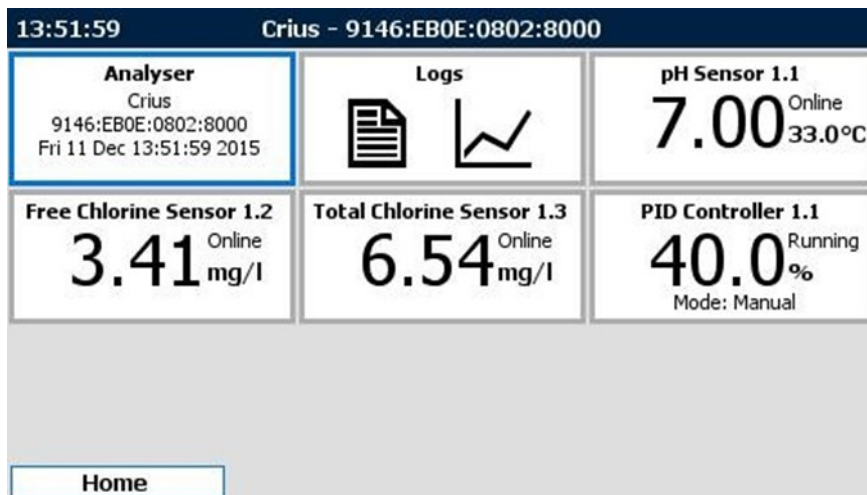 13:51:59 Crius - 9146:EB0E:0802:8000
Analyser
Crius
9146:EB0E:0802:8000
Fri 11 Dec 13:51:59 2015
Logs
pH Sensor 1.1
7.00 Online
33.0°C
Free Chlorine Sensor 1.2
3.41 Online
mg/l
Total Chlorine Sensor 1.3
6.54 Online
mg/l
PID Controller 1.1
40.0 Running
%
Mode: Manual
Home